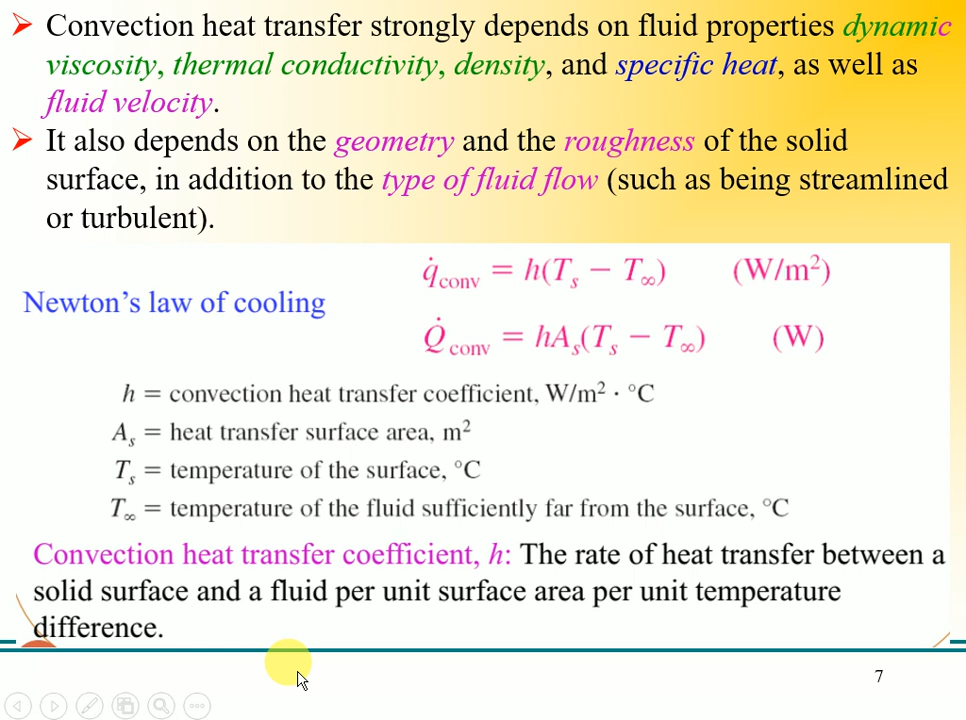 ➢ Convection heat transfer strongly depends on fluid properties dynamic
viscosity, thermal conductivity, density, and specific heat, as well as
fluid velocity.
➢ It also depends on the geometry and the roughness of the solid
surface, in addition to the type of fluid flow (such as being streamlined
or turbulent).
q̇conv = h(Ts − T∞) (W/m²)
Newton's law of cooling
Q̇conv = hAs(Ts − T∞) (W)
h = convection heat transfer coefficient, W/m² · °C
As = heat transfer surface area, m²
Ts = temperature of the surface, °C
T∞ = temperature of the fluid sufficiently far from the surface, °C
Convection heat transfer coefficient, h: The rate of heat transfer between a
solid surface and a fluid per unit surface area per unit temperature
difference.
7